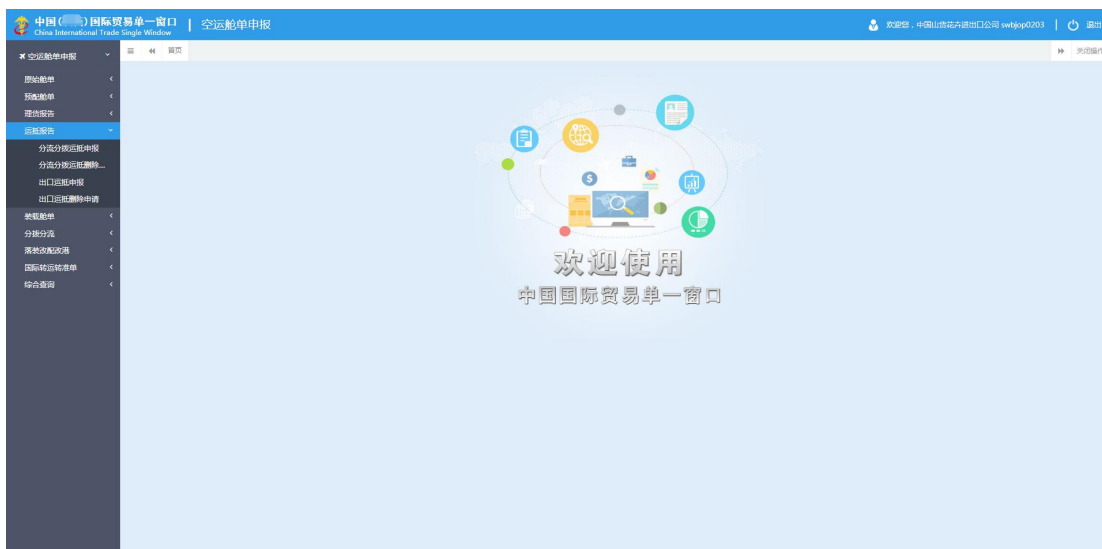 中国(      )国际贸易单一窗口 | 空运舱单申报
China International Trade Single Window
欢迎您，中国山货花卉进出口公司 swbjop0203 | 退出
空运舱单申报
首页
关闭操作
原始舱单
预配舱单
理货报告
运抵报告
分流分拨运抵申报
分流分拨运抵删除...
出口运抵申报
出口运抵删除申请
装载舱单
分拨分流
落装改配改港
国际转运转准单
综合查询
欢迎使用
中国国际贸易单一窗口